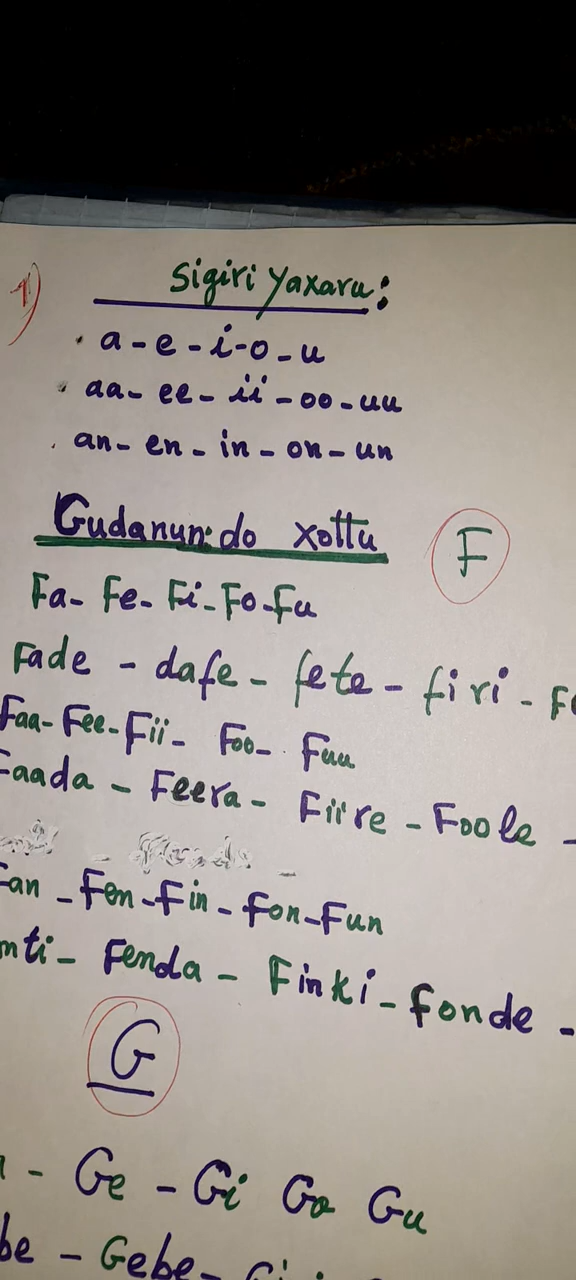 1)
Sigiri yaxaru:
a - e - i - o - u
aa - ee - ii - oo - uu
an - en - in - on - un
Gudanun do xottu
F
Fa - Fe - Fi - Fo - Fu
Fade - dafe - fete - firi -
Faa - Fee - Fii - Foo - Fuu
Faada - Feera - Fiire - Foole -
Fan - Fen - Fin - Fon - Fun
Fenda - Finki - fonde -
G
- Ge - Gi Go Gu
- Gebe -